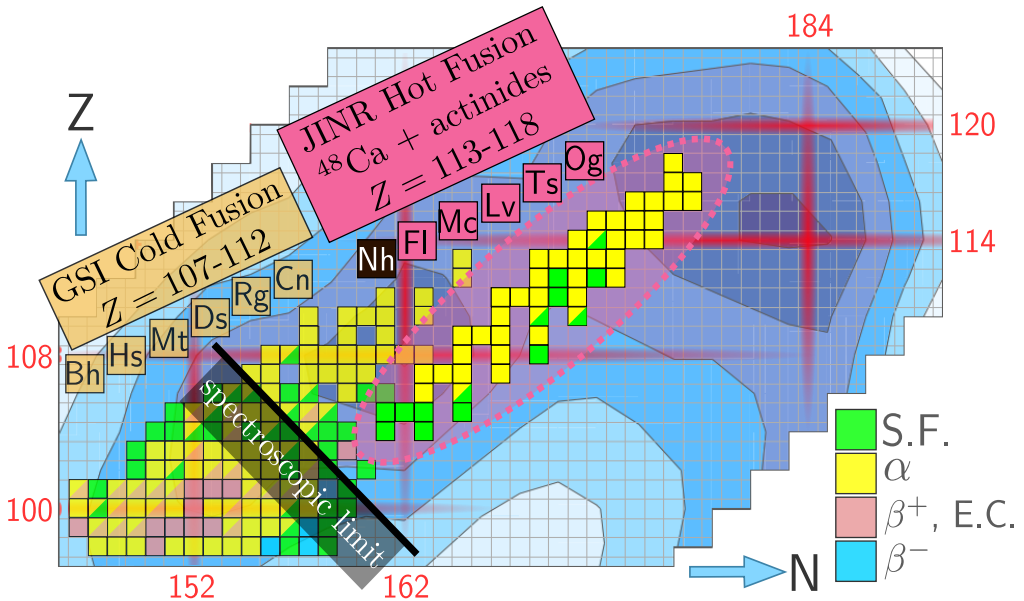 184
Z
JINR Hot Fusion
⁴⁸Ca + actinides
Z = 113-118
120
GSI Cold Fusion
Z = 107-112
Og
Ts
Lv
Mc
Fl
Nh
114
Cn
Rg
Ds
Mt
Hs
Bh
108
spectroscopic limit
S.F.
α
β⁺, E.C.
β⁻
100
N
152
162